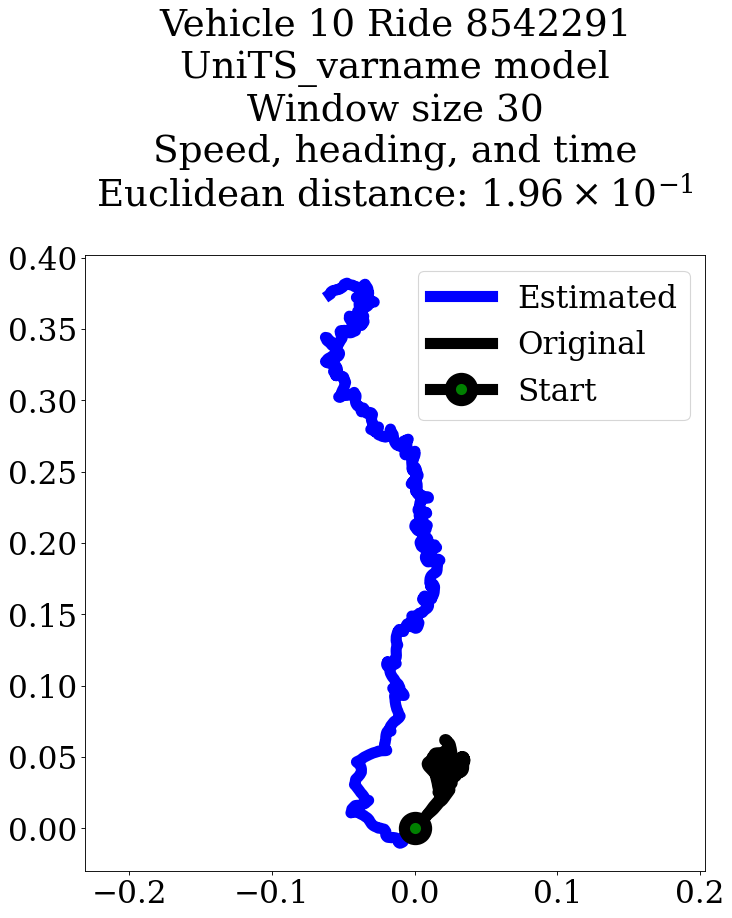 Vehicle 10 Ride 8542291
UniTS_varname model
Window size 30
Speed, heading, and time
Euclidean distance: 1.96 × 10⁻¹
0.40
0.35
0.30
0.25
0.20
0.15
0.10
0.05
0.00
Estimated
Original
Start
−0.2 −0.1 0.0 0.1 0.2